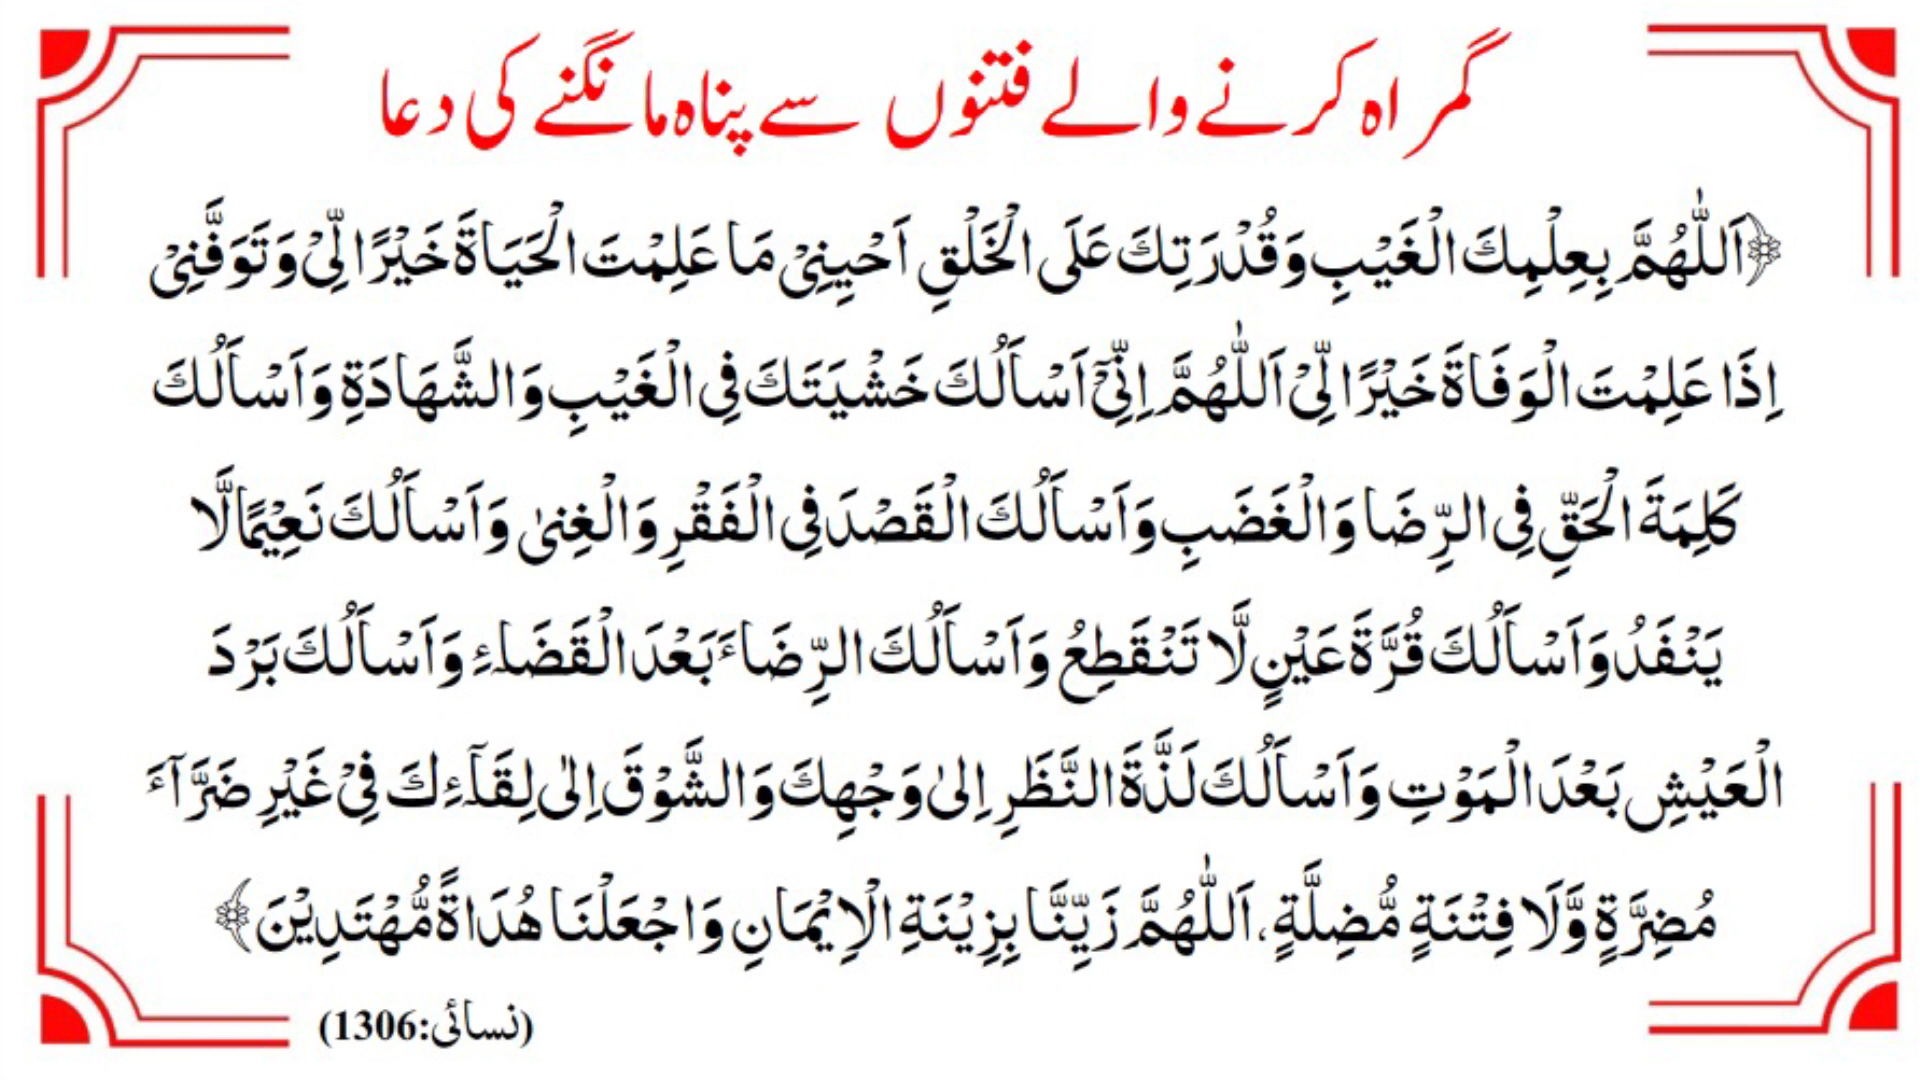 گمراہ کرنے والے فتنوں سے پناہ مانگنے کی دعا
﴿اَللّٰهُمَّ بِعِلْمِكَ الْغَيْبِ وَقُدْرَتِكَ عَلَى الْخَلْقِ اَحْيِنِيْ مَا عَلِمْتَ الْحَيَاةَ خَيْرًا لِّيْ وَتَوَفَّنِيْ
اِذَا عَلِمْتَ الْوَفَاةَ خَيْرًا لِّيْ اَللّٰهُمَّ اِنِّيْٓ اَسْاَلُكَ خَشْيَتَكَ فِي الْغَيْبِ وَالشَّهَادَةِ وَاَسْاَلُكَ
كَلِمَةَ الْحَقِّ فِي الرِّضَا وَالْغَضَبِ وَاَسْاَلُكَ الْقَصْدَ فِي الْفَقْرِ وَالْغِنٰى وَاَسْاَلُكَ نَعِيْمًا لَّا
يَنْفَدُ وَاَسْاَلُكَ قُرَّةَ عَيْنٍ لَّا تَنْقَطِعُ وَاَسْاَلُكَ الرِّضَاءَ بَعْدَ الْقَضَاءِ وَاَسْاَلُكَ بَرْدَ
الْعَيْشِ بَعْدَ الْمَوْتِ وَاَسْاَلُكَ لَذَّةَ النَّظَرِ اِلٰى وَجْهِكَ وَالشَّوْقَ اِلٰى لِقَآءِكَ فِيْ غَيْرِ ضَرَّآءَ
مُضِرَّةٍ وَّلَا فِتْنَةٍ مُّضِلَّةٍ، اَللّٰهُمَّ زَيِّنَّا بِزِيْنَةِ الْاِيْمَانِ وَاجْعَلْنَا هُدَاةً مُّهْتَدِيْنَ﴾
(نسائی:1306)